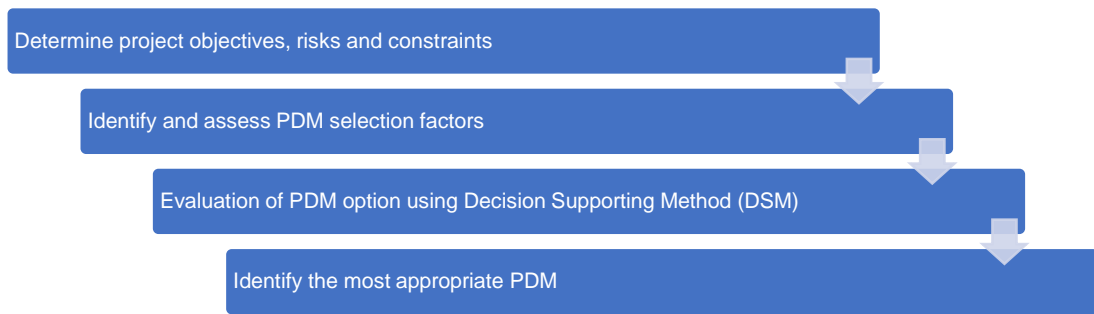 Determine project objectives, risks and constraints
Identify and assess PDM selection factors
Evaluation of PDM option using Decision Supporting Method (DSM)
Identify the most appropriate PDM